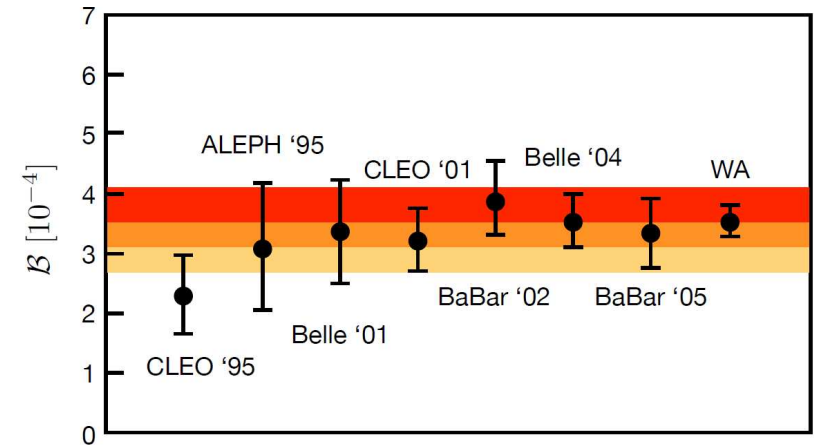 7
6
5
4
3
2
1
0
ℬ [10⁻⁴]
ALEPH ‘95
CLEO ‘01
Belle ‘04
WA
BaBar ‘02
BaBar ‘05
Belle ‘01
CLEO ‘95